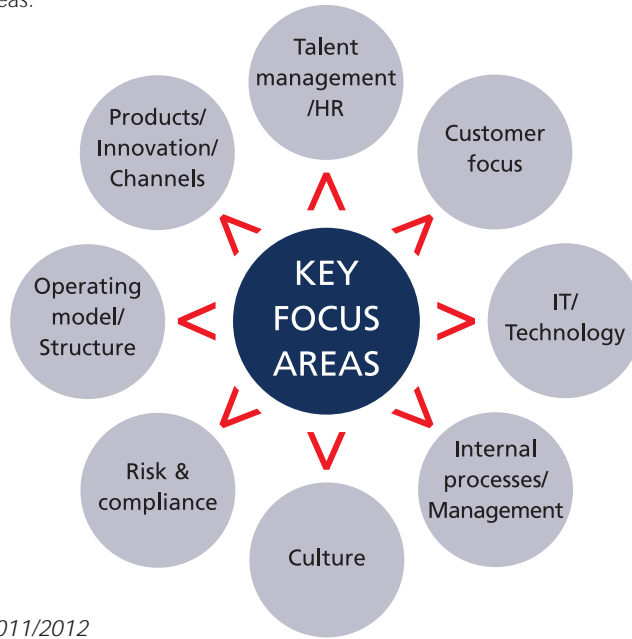 eas.
Talent
management
/HR
Customer
focus
IT/
Technology
Internal
processes/
Management
Culture
Risk &
compliance
Operating
model/
Structure
Products/
Innovation/
Channels
KEY
FOCUS
AREAS
011/2012